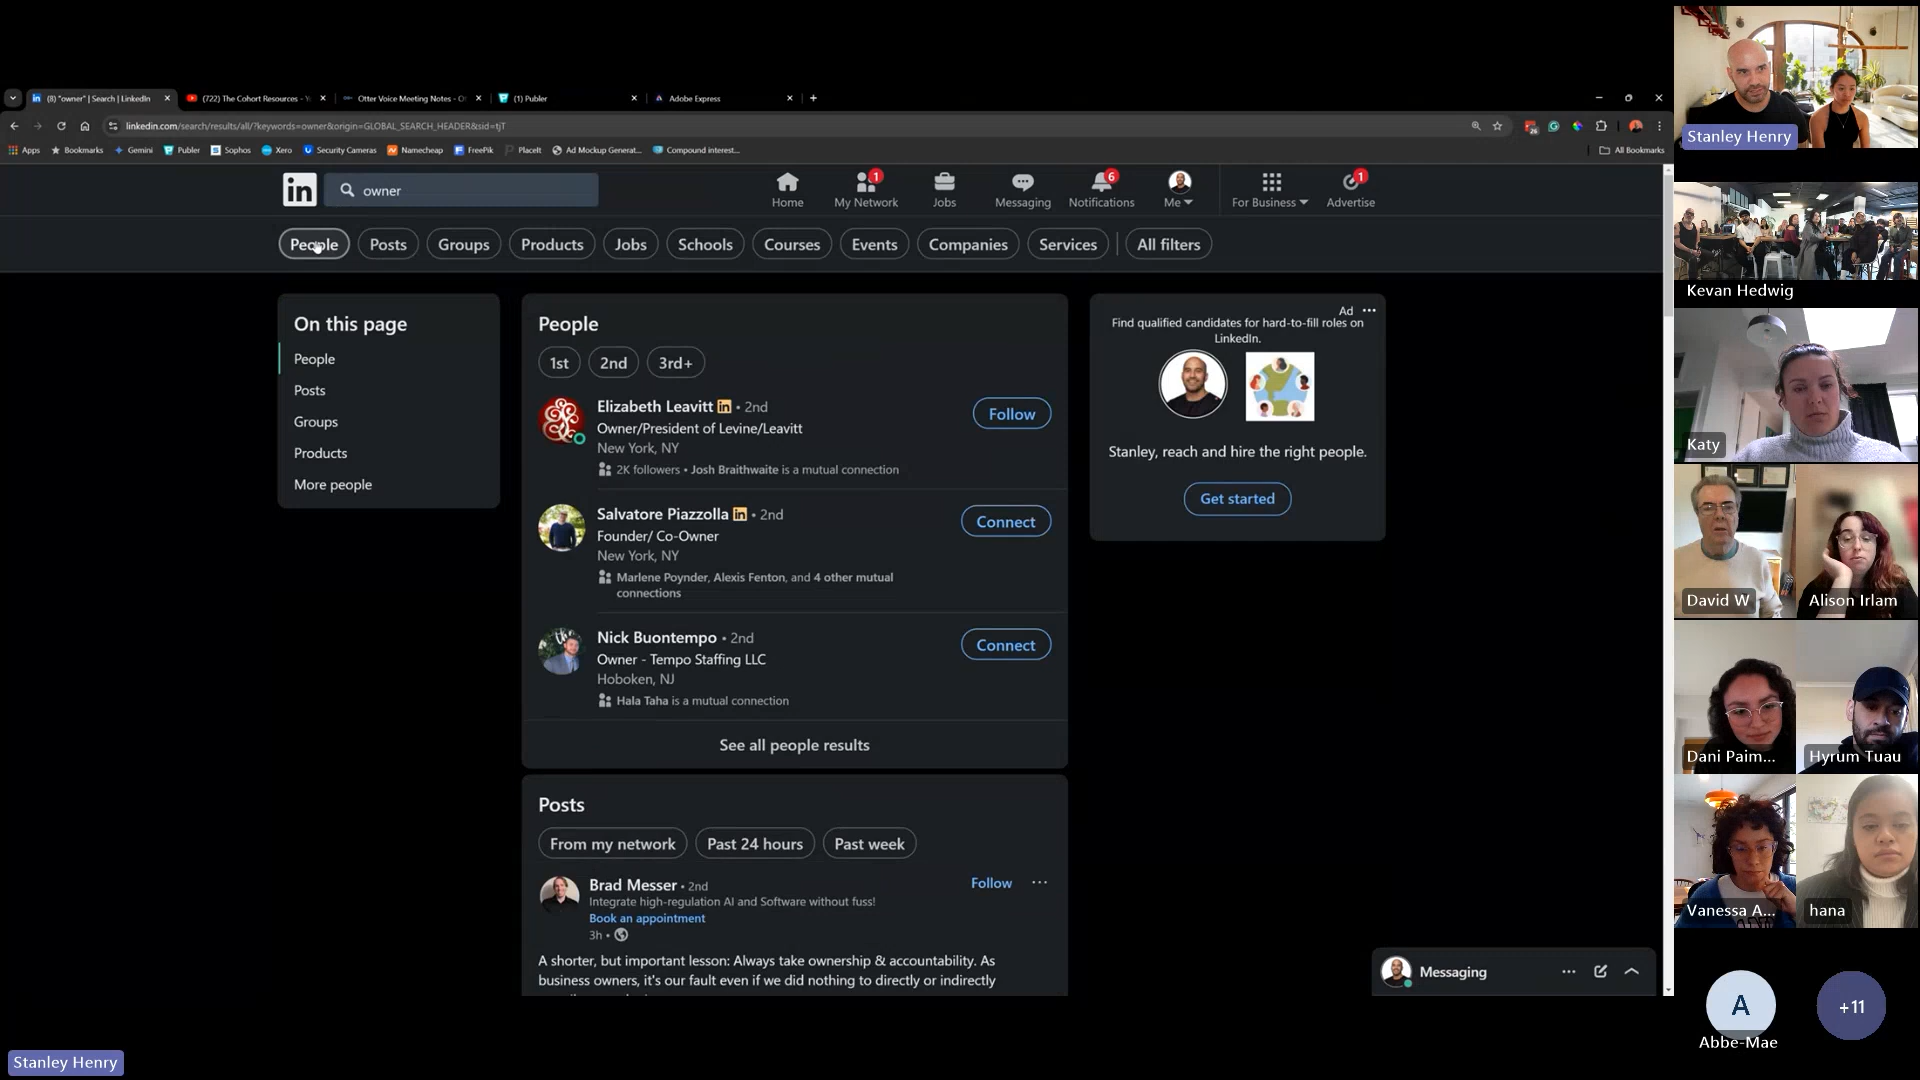 (8) "owner" | Search | LinkedIn
(722) The Cohort Resources - Y
Otter Voice Meeting Notes - O
(1) Publer
Adobe Express
linkedin.com/search/results/all/?keywords=owner&origin=GLOBAL_SEARCH_HEADER&sid=tjT
Apps
Bookmarks
Gemini
Publer
Sophos
Xero
Security Cameras
Namecheap
FreePik
PlaceIt
Ad Mockup Generat...
Compound interest...
All Bookmarks
in
owner
Home
1
My Network
Jobs
Messaging
6
Notifications
Me
For Business
1
Advertise
People
Posts
Groups
Products
Jobs
Schools
Courses
Events
Companies
Services
All filters
On this page
People
Posts
Groups
Products
More people
People
1st
2nd
3rd+
Elizabeth Leavitt in • 2nd
Owner/President of Levine/Leavitt
New York, NY
2K followers • Josh Braithwaite is a mutual connection
Follow
Salvatore Piazzolla in • 2nd
Founder/ Co-Owner
New York, NY
Marlene Poynder, Alexis Fenton, and 4 other mutual
connections
Connect
Nick Buontempo • 2nd
Owner - Tempo Staffing LLC
Hoboken, NJ
Hala Taha is a mutual connection
Connect
See all people results
Posts
From my network
Past 24 hours
Past week
Brad Messer • 2nd
Integrate high-regulation AI and Software without fuss!
Book an appointment
3h •
Follow
A shorter, but important lesson: Always take ownership & accountability. As
business owners, it's our fault even if we did nothing to directly or indirectly
Ad
Find qualified candidates for hard-to-fill roles on
LinkedIn.
Stanley, reach and hire the right people.
Get started
Messaging
Stanley Henry
Kevan Hedwig
Katy
David W
Alison Irlam
Dani Paim...
Hyrum Tuau
Vanessa A...
hana
A
Abbe-Mae
+11
Stanley Henry